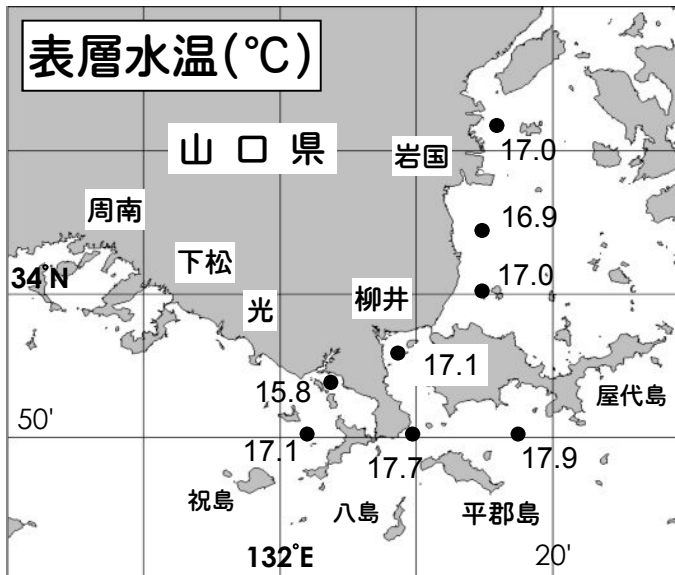 表層水温(℃)
山口県
岩国
17.0
周南
16.9
下松
34°N
17.0
光
柳井
17.1
15.8
屋代島
50'
17.1
17.7
17.9
祝島
八島
平郡島
132°E
20'